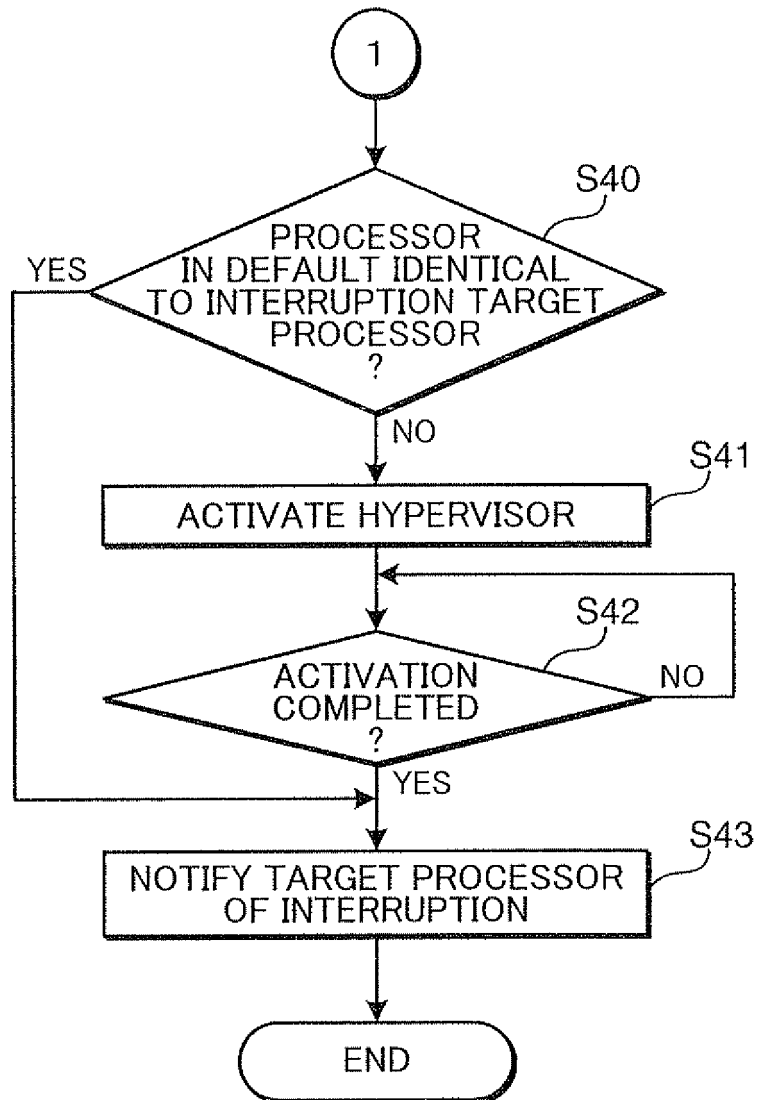 1
S40
PROCESSOR
IN DEFAULT IDENTICAL
TO INTERRUPTION TARGET
PROCESSOR
?
YES
NO
S41
ACTIVATE HYPERVISOR
S42
ACTIVATION
COMPLETED
?
NO
YES
S43
NOTIFY TARGET PROCESSOR
OF INTERRUPTION
END